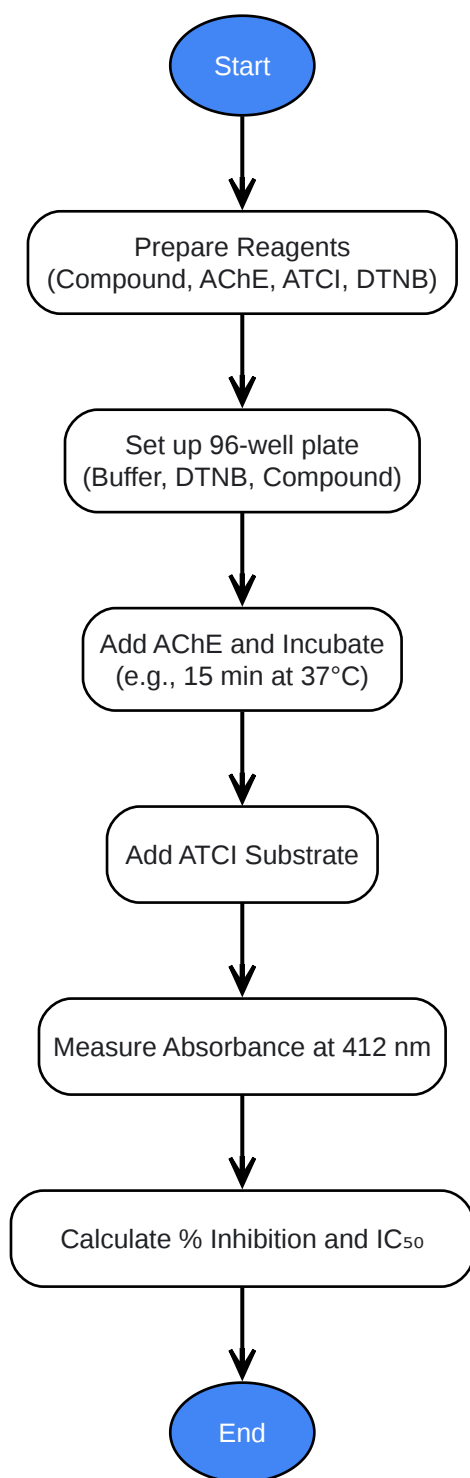 Start
Prepare Reagents
(Compound, AChE, ATCI, DTNB)
Set up 96-well plate
(Buffer, DTNB, Compound)
Add AChE and Incubate
(e.g., 15 min at 37°C)
Add ATCI Substrate
Measure Absorbance at 412 nm
Calculate % Inhibition and IC₅₀
End